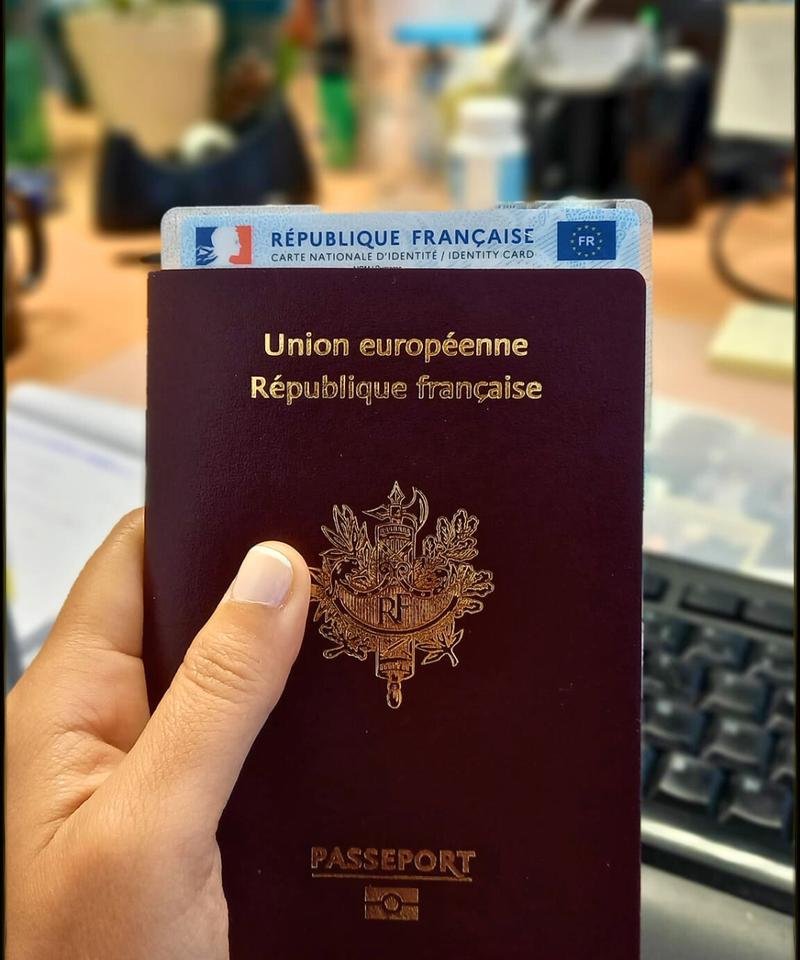 RÉPUBLIQUE FRANÇAISE
CARTE NATIONALE D'IDENTITÉ / IDENTITY CARD
FR
Union européenne
République française
RF
PASSEPORT